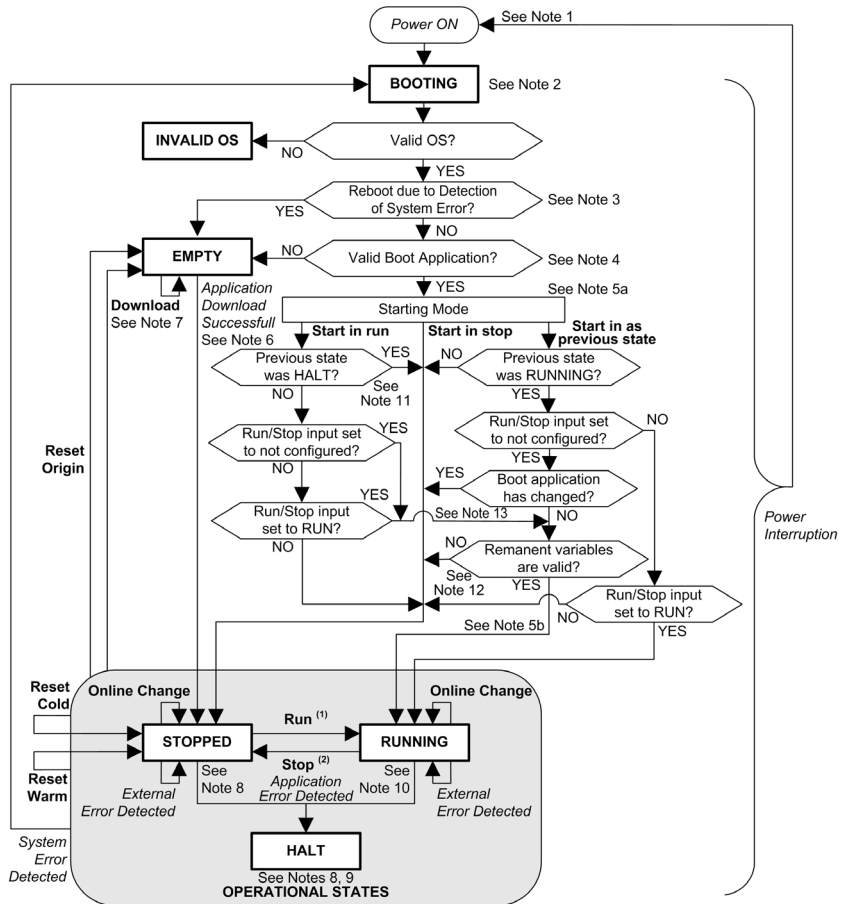 Power ON
See Note 1
BOOTING
See Note 2
INVALID OS
NO
Valid OS?
YES
Reboot due to Detection
of System Error?
See Note 3
YES
NO
EMPTY
NO
Valid Boot Application?
See Note 4
YES
See Note 5a
Download
See Note 7
Application
Download
Successfull
See Note 6
Starting Mode
Start in run
Start in stop
Start in as
previous state
Previous state
was HALT?
YES
See
Note 11
NO
NO
Previous state
was RUNNING?
YES
Run/Stop input set
to not configured?
YES
NO
Run/Stop input set
to not configured?
NO
YES
Reset
Origin
YES
Boot application
has changed?
NO
Run/Stop input
set to RUN?
YES
NO
See Note 13
Power
Interruption
NO
Remanent variables
are valid?
See
Note 12
YES
Run/Stop input
set to RUN?
NO
YES
See Note 5b
Reset
Cold
Online Change
Online Change
Run (1)
STOPPED
RUNNING
Stop (2)
Reset
Warm
See
Note 8
Application
Error Detected
See
Note 10
External
Error Detected
External
Error Detected
System
Error
Detected
HALT
See Notes 8, 9
OPERATIONAL STATES